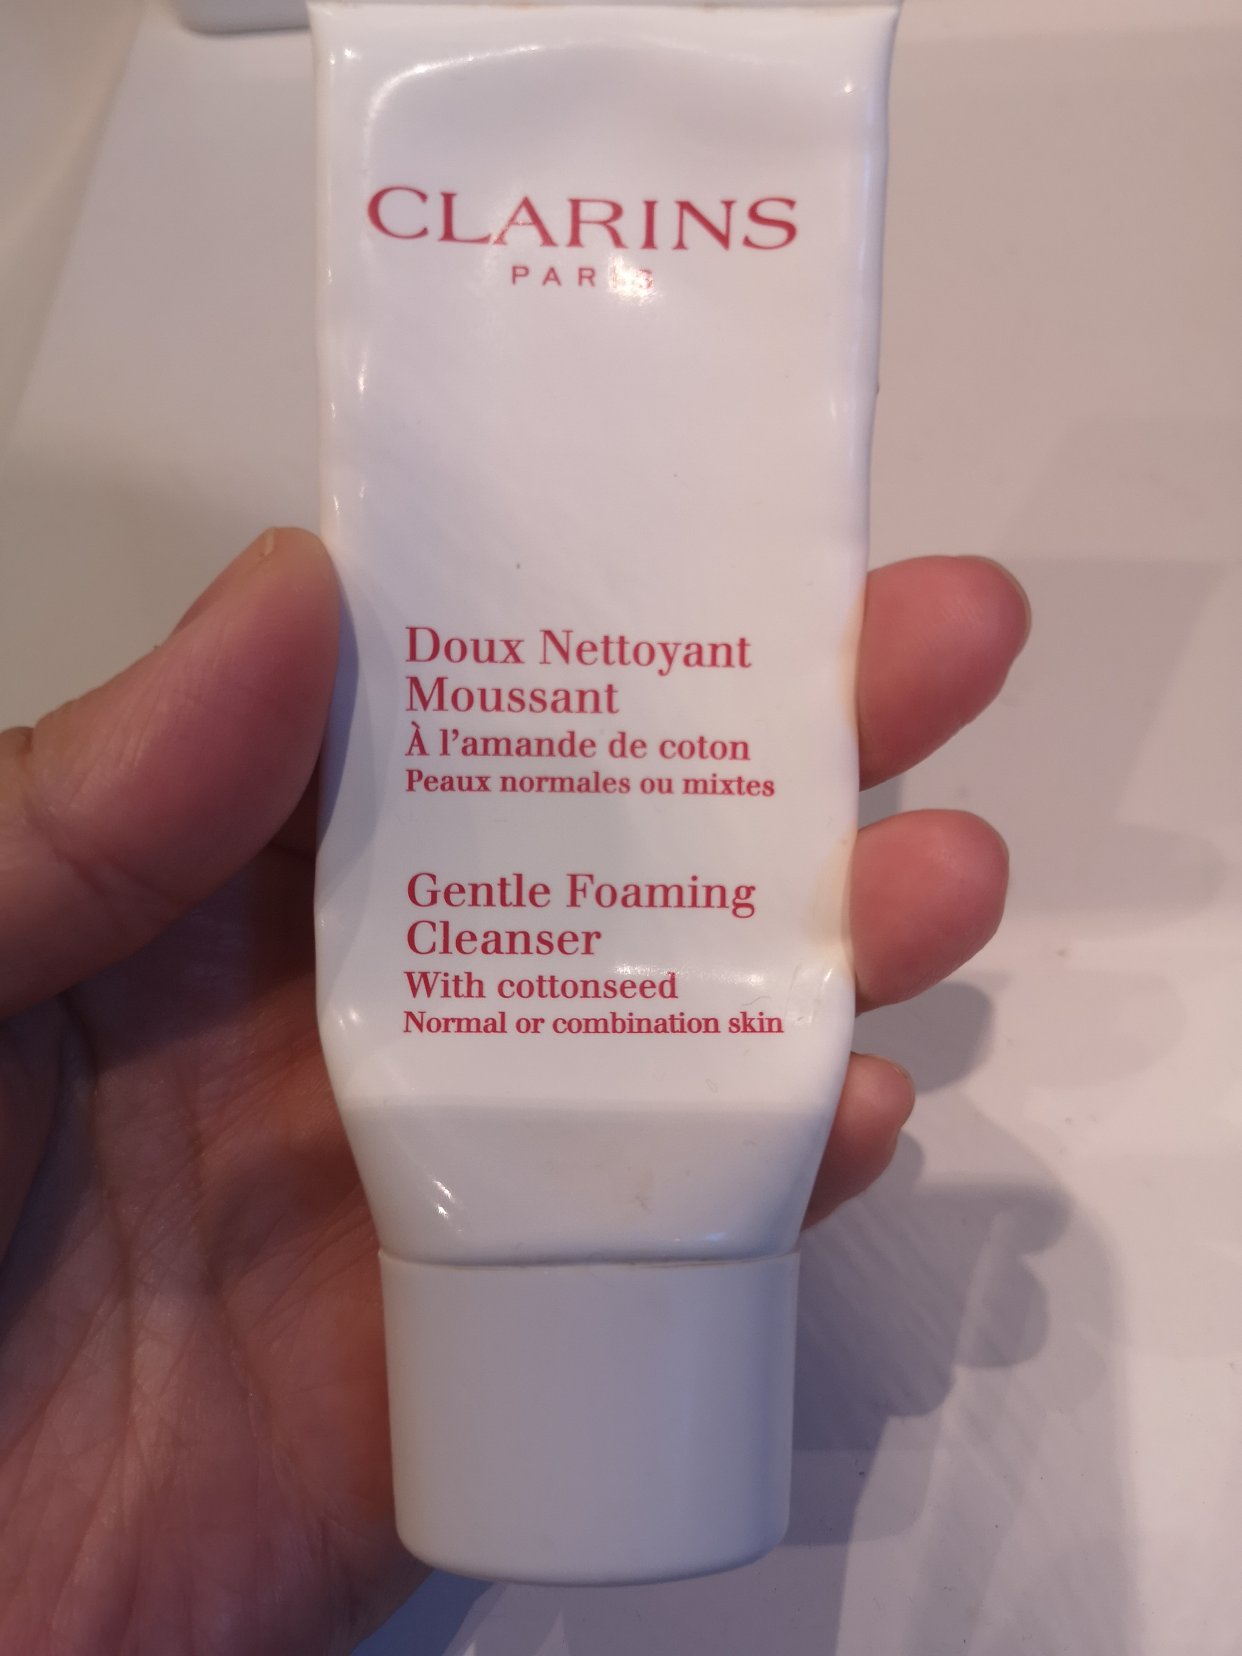 CLARINS
PARIS
Doux Nettoyant
Moussant
À l'amande de coton
Peaux normales ou mixtes
Gentle Foaming
Cleanser
With cottonseed
Normal or combination skin